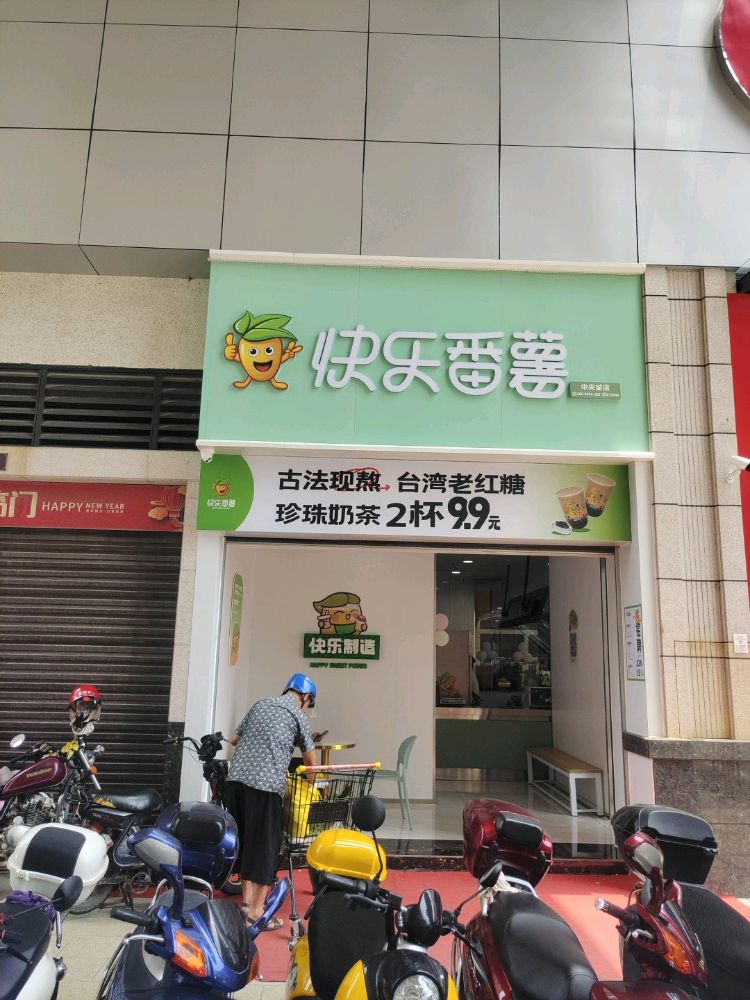 快乐番薯
中央城店
古法现熬 台湾老红糖
珍珠奶茶2杯9.9元
快乐番薯
HAPPY NEW YEAR
快乐制造
HAPPY SWEET POTATO